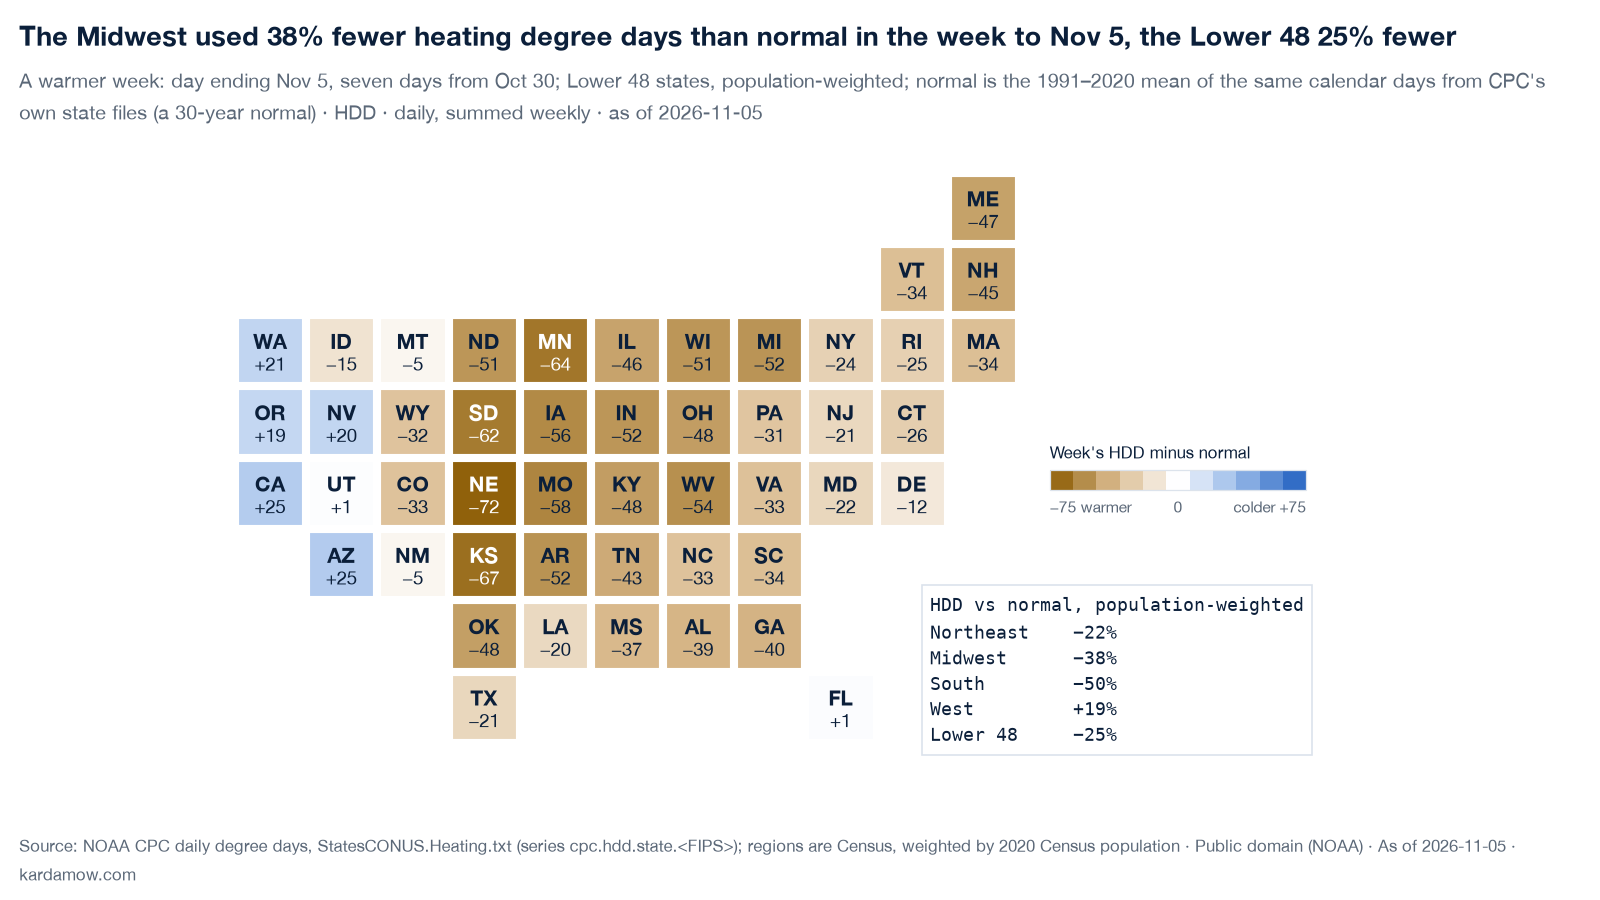 The Midwest used 38% fewer heating degree days than normal in the week to Nov 5, the Lower 48 25% fewer
A warmer week: day ending Nov 5, seven days from Oct 30; Lower 48 states, population-weighted; normal is the 1991–2020 mean of the same calendar days from CPC's
own state files (a 30-year normal) · HDD · daily, summed weekly · as of 2026-11-05
ME
−47
VT NH
−34 −45
WA ID MT ND MN IL WI MI NY RI MA
+21 −15 −5 −51 −64 −46 −51 −52 −24 −25 −34
OR NV WY SD IA IN OH PA NJ CT
+19 +20 −32 −62 −56 −52 −48 −31 −21 −26
CA UT CO NE MO KY WV VA MD DE
+25 +1 −33 −72 −58 −48 −54 −33 −22 −12
AZ NM KS AR TN NC SC
+25 −5 −67 −52 −43 −33 −34
OK LA MS AL GA
−48 −20 −37 −39 −40
TX FL
−21 +1
Week's HDD minus normal
−75 warmer 0 colder +75
HDD vs normal, population-weighted
Northeast −22%
Midwest −38%
South −50%
West +19%
Lower 48 −25%
Source: NOAA CPC daily degree days, StatesCONUS.Heating.txt (series cpc.hdd.state.<FIPS>); regions are Census, weighted by 2020 Census population · Public domain (NOAA) · As of 2026-11-05 ·
kardamow.com